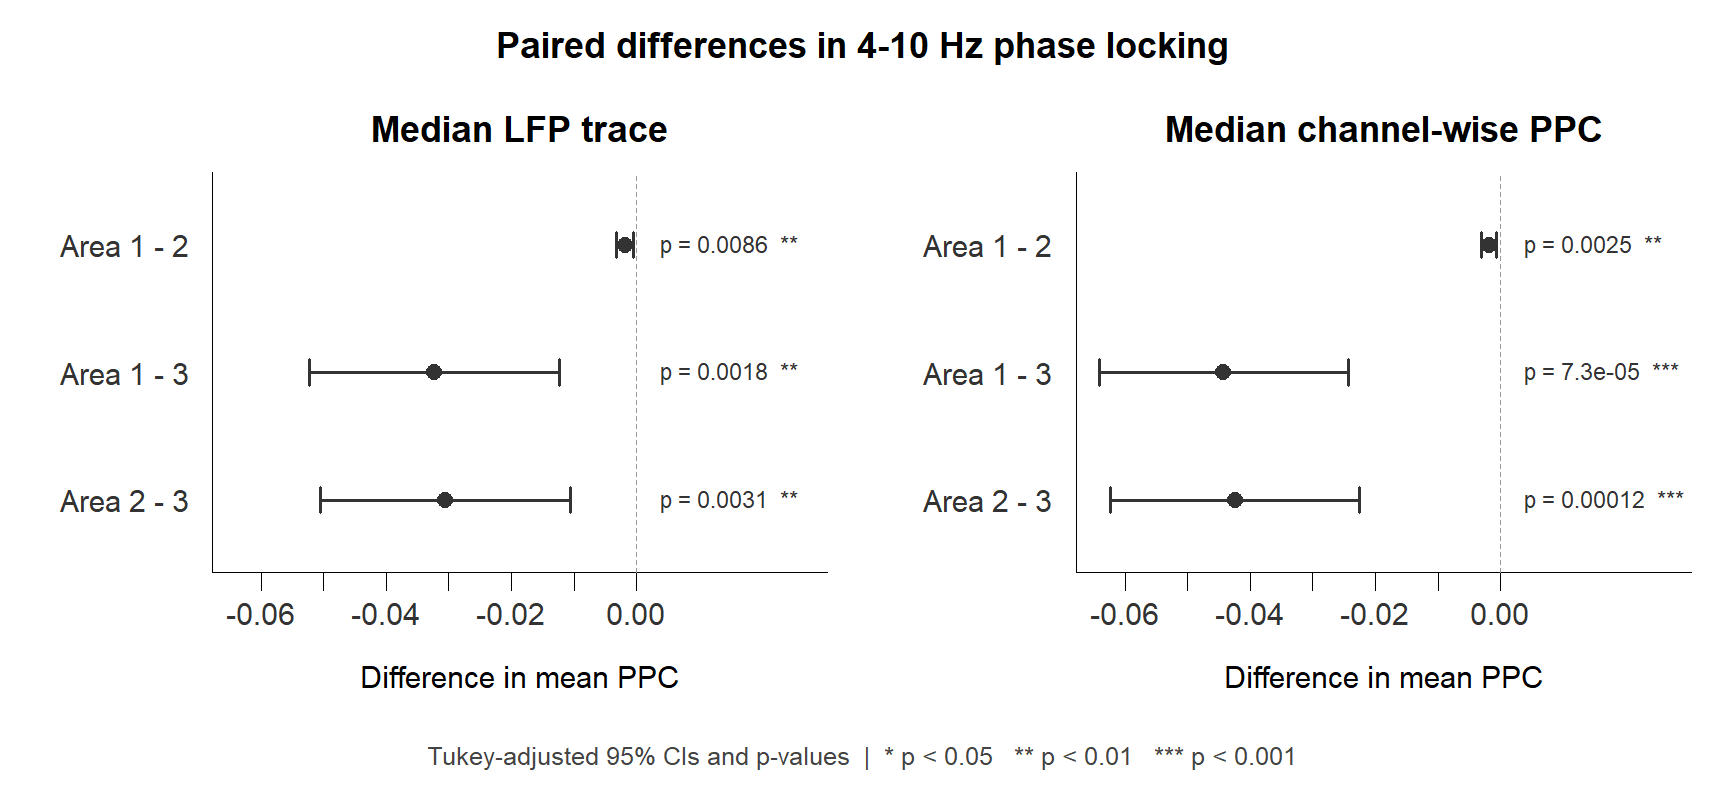 Paired differences in 4-10 Hz phase locking
Median LFP trace
Area 1 - 2
p = 0.0086 **
Area 1 - 3
p = 0.0018 **
Area 2 - 3
p = 0.0031 **
-0.06 -0.04 -0.02 0.00
Difference in mean PPC
Median channel-wise PPC
Area 1 - 2
p = 0.0025 **
Area 1 - 3
p = 7.3e-05 ***
Area 2 - 3
p = 0.00012 ***
-0.06 -0.04 -0.02 0.00
Difference in mean PPC
Tukey-adjusted 95% CIs and p-values | * p < 0.05 ** p < 0.01 *** p < 0.001